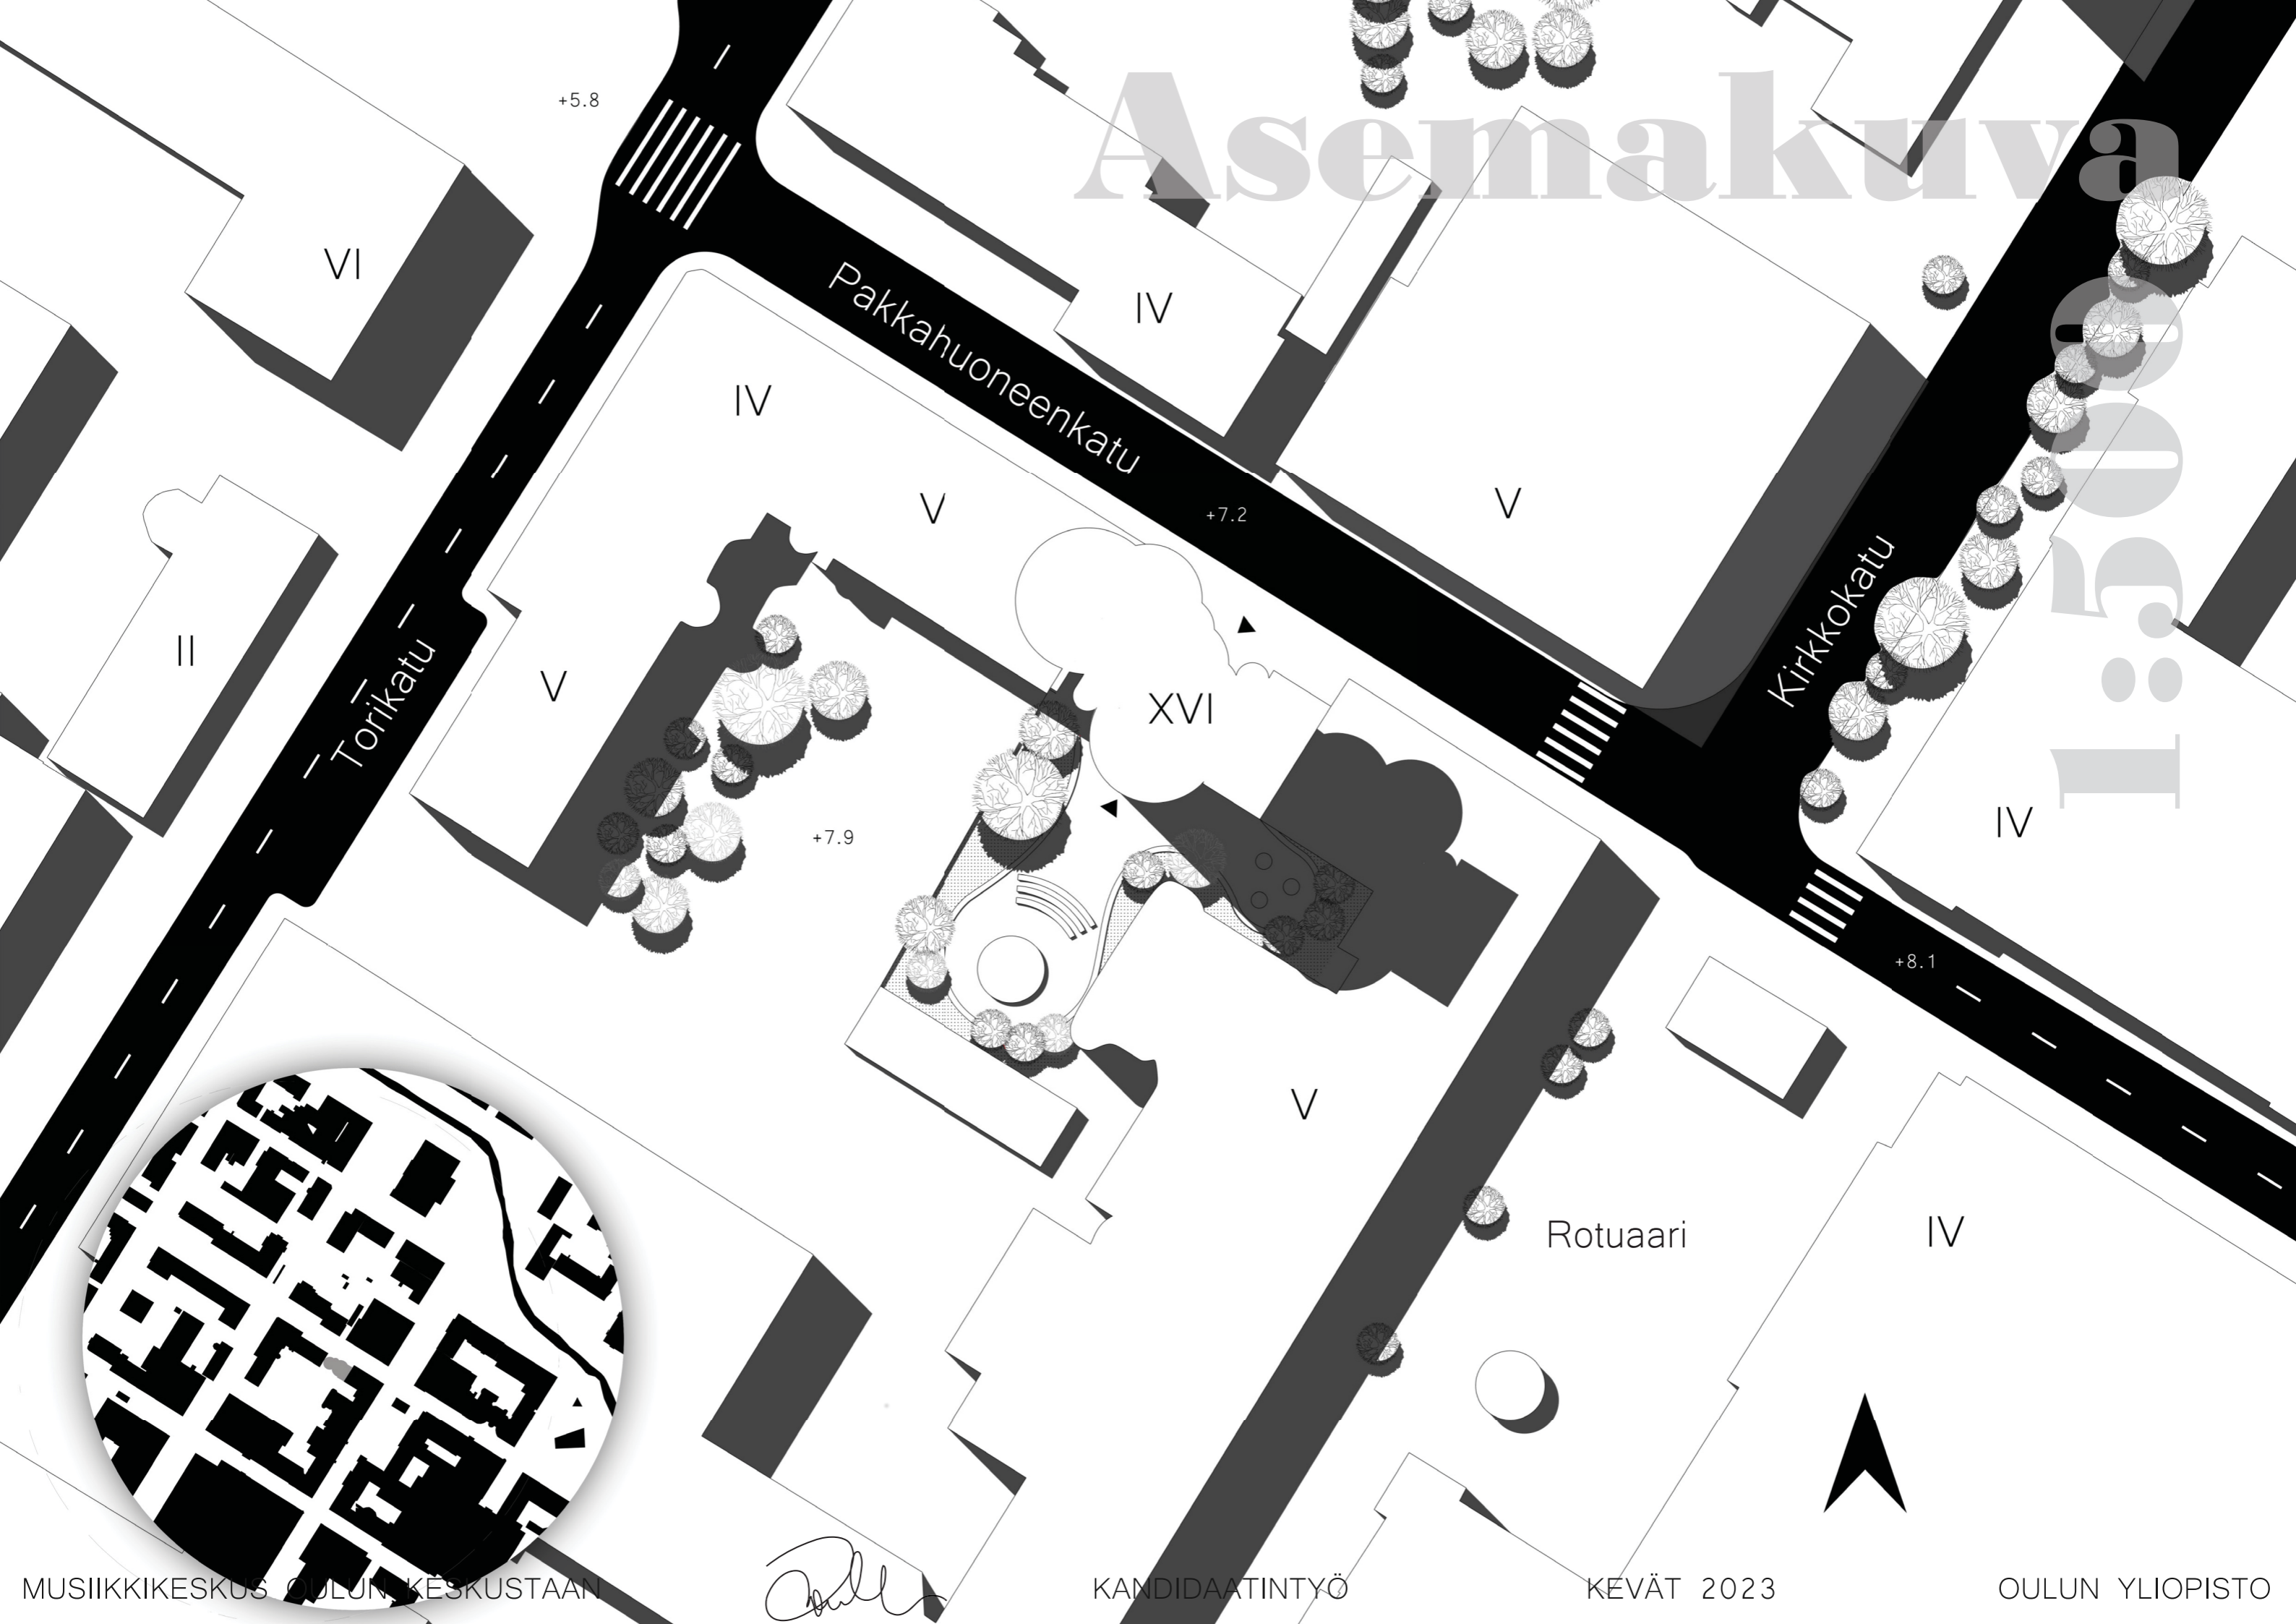 Asemakuva
1:500
+5.8
VI
Pakkahuoneenkatu
IV
IV
V
V
+7.2
Kirkkokatu
II
Torikatu
V
XVI
IV
+7.9
+8.1
V
Rotuaari
IV
MUSIIKKIKESKUS OULUN KESKUSTAAN
KANDIDAATINTYÖ
KEVÄT 2023
OULUN YLIOPISTO